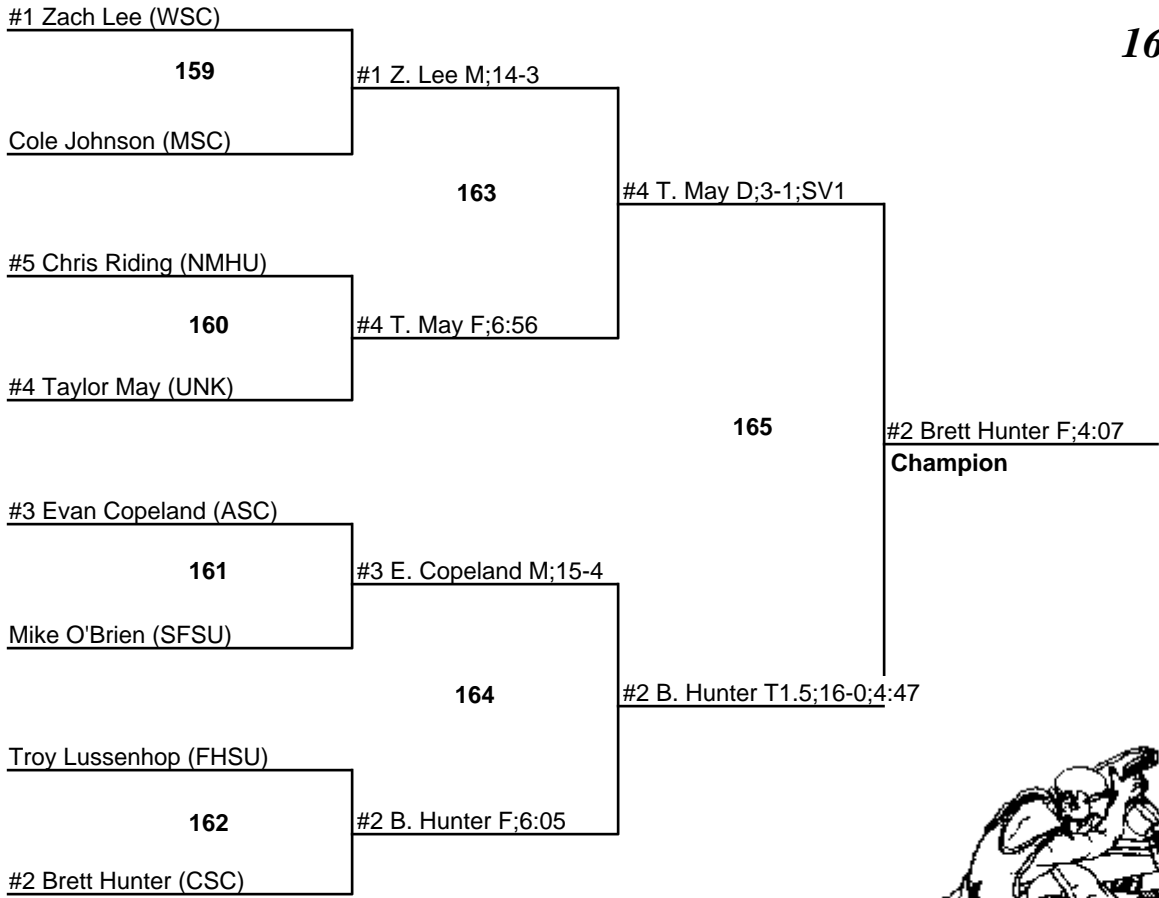 #1 Zach Lee (WSC)
16
159
#1 Z. Lee M;14-3
Cole Johnson (MSC)
163
#4 T. May D;3-1;SV1
#5 Chris Riding (NMHU)
160
#4 T. May F;6:56
#4 Taylor May (UNK)
165
#2 Brett Hunter F;4:07
Champion
#3 Evan Copeland (ASC)
161
#3 E. Copeland M;15-4
Mike O'Brien (SFSU)
164
#2 B. Hunter T1.5;16-0;4:47
Troy Lussenhop (FHSU)
162
#2 B. Hunter F;6:05
#2 Brett Hunter (CSC)